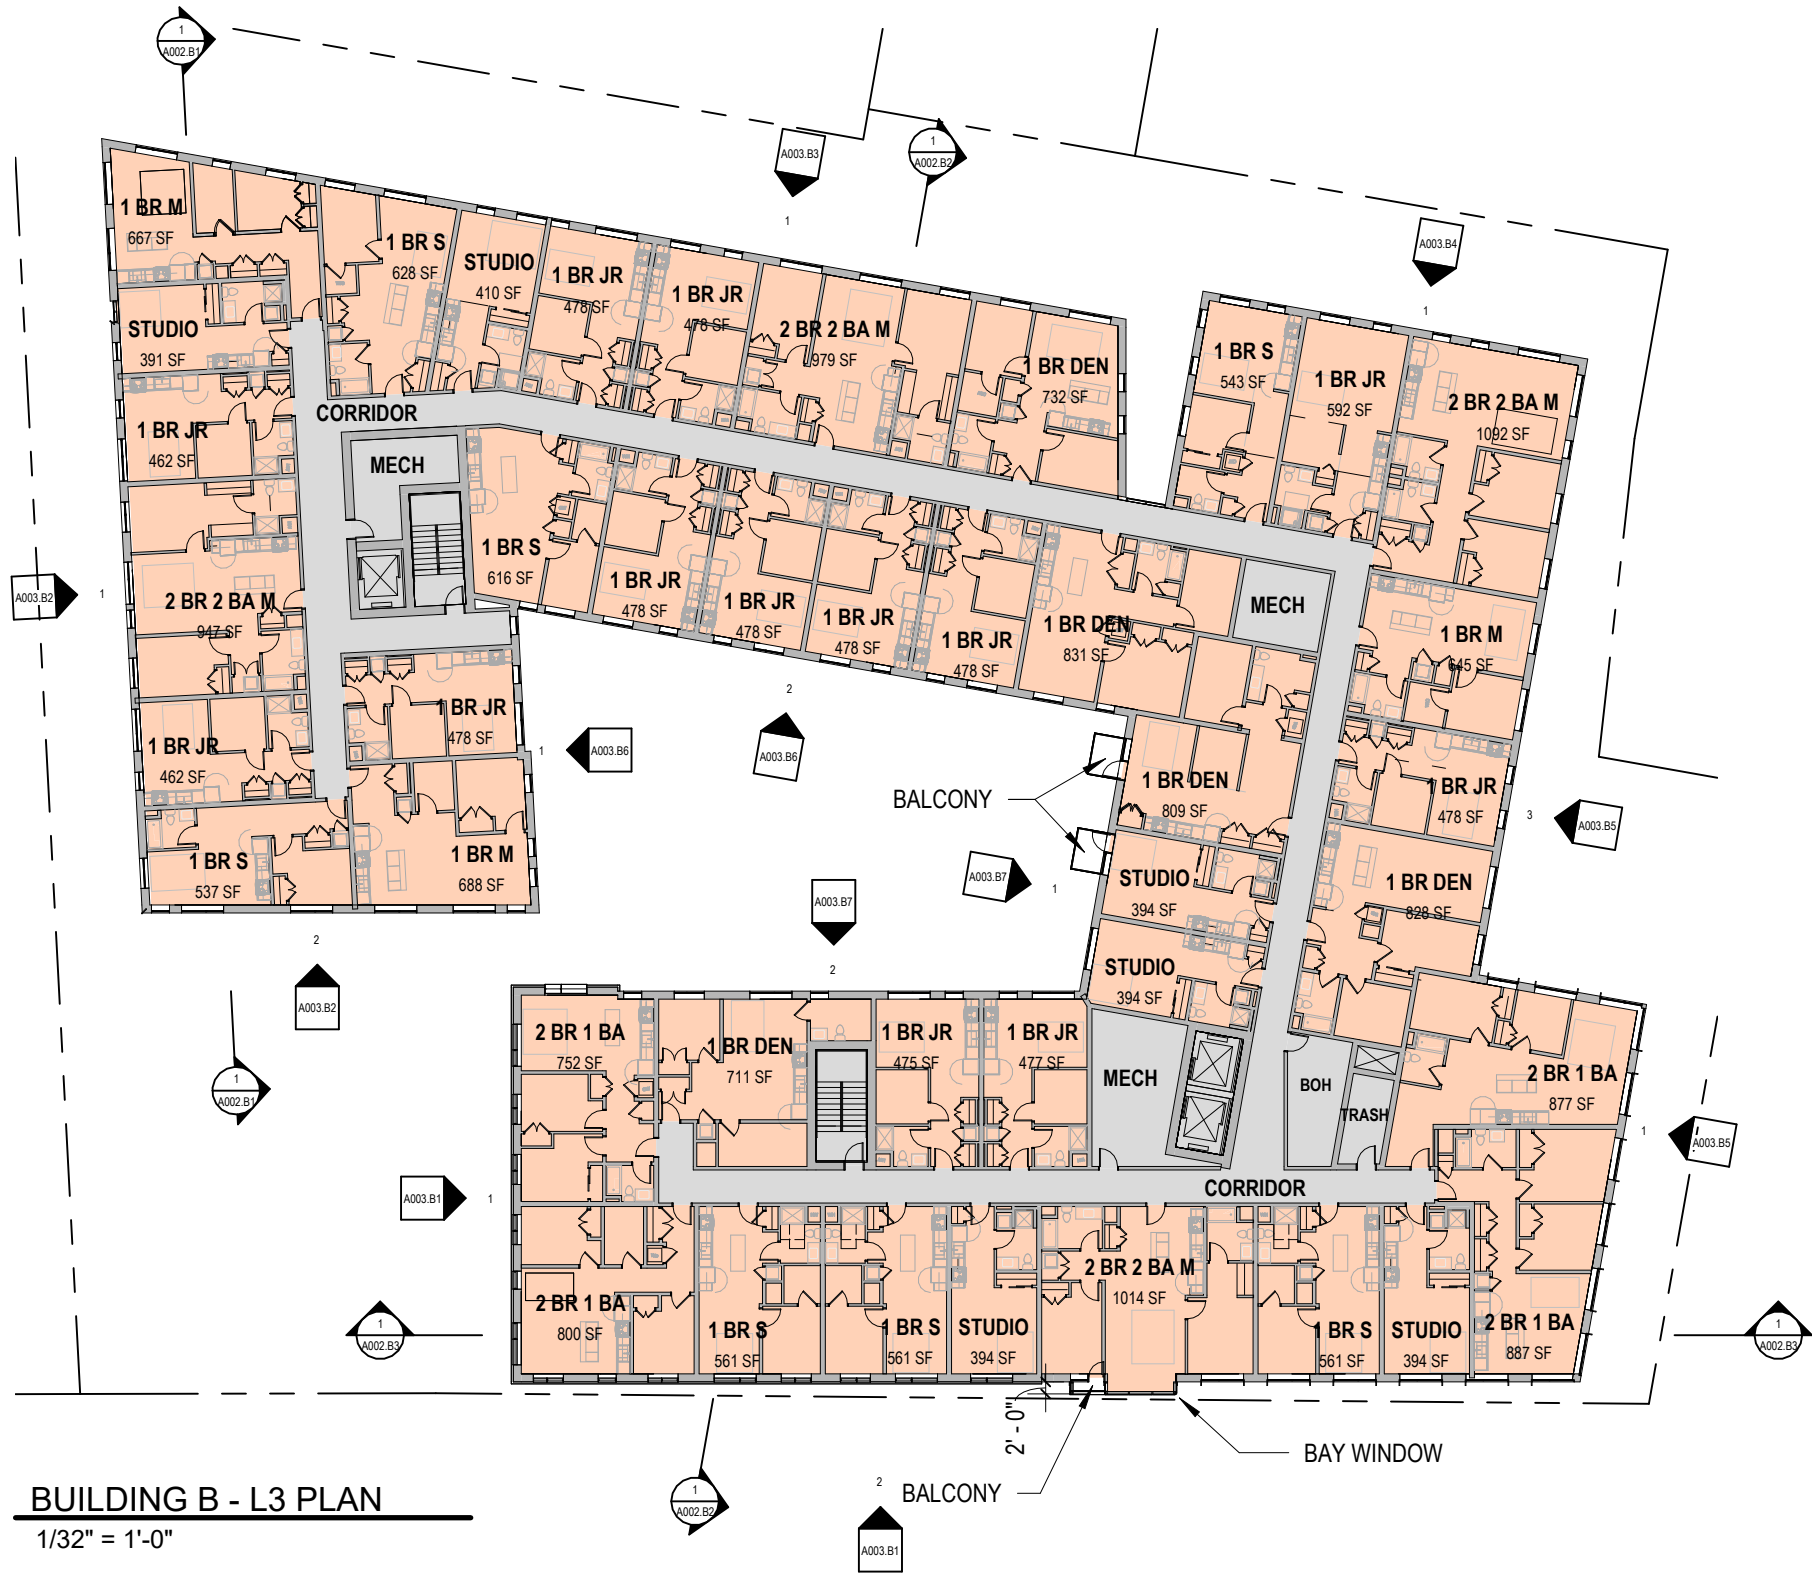 1
A002.B1
A003.B3
1
1
A002.B2
A003.B4
1
1 BR M
667 SF
1 BR S
628 SF
STUDIO
410 SF
1 BR JR
478 SF
1 BR JR
478 SF
2 BR 2 BA M
979 SF
1 BR DEN
732 SF
1 BR S
543 SF
1 BR JR
592 SF
2 BR 2 BA M
1092 SF
STUDIO
391 SF
CORRIDOR
MECH
1 BR JR
462 SF
1 BR S
616 SF
1 BR JR
478 SF
1 BR JR
478 SF
1 BR JR
478 SF
1 BR JR
478 SF
1 BR DEN
831 SF
MECH
1 BR M
645 SF
A003.B2
1
2 BR 2 BA M
947 SF
1 BR JR
478 SF
1
A003.B6
2
A003.B6
1 BR JR
462 SF
1 BR S
537 SF
1 BR M
688 SF
BALCONY
1 BR DEN
809 SF
1 BR JR
478 SF
3
A003.B5
A003.B7
1
STUDIO
394 SF
1 BR DEN
828 SF
STUDIO
394 SF
2
A003.B2
A003.B7
2
1
A002.B1
2 BR 1 BA
752 SF
1 BR DEN
711 SF
1 BR JR
475 SF
1 BR JR
477 SF
MECH
BOH
TRASH
2 BR 1 BA
877 SF
1
A003.B5
A003.B1
1
CORRIDOR
2 BR 1 BA
800 SF
1 BR S
561 SF
1 BR S
561 SF
STUDIO
394 SF
2 BR 2 BA M
1014 SF
1 BR S
561 SF
STUDIO
394 SF
2 BR 1 BA
887 SF
1
A002.B3
1
A002.B3
2' - 0"
BAY WINDOW
BALCONY
1
A002.B2
2
A003.B1
BUILDING B - L3 PLAN
1/32" = 1'-0"